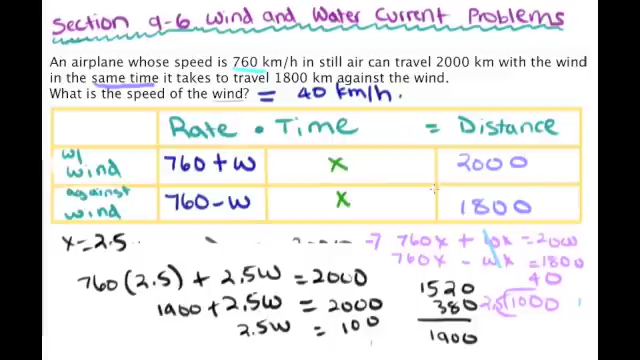 Section 9-6 Wind and Water Current Problems
An airplane whose speed is 760 km/h in still air can travel 2000 km with the wind
in the same time it takes to travel 1800 km against the wind.
What is the speed of the wind? = 40 km/h.
Rate • Time = Distance
w/ wind 760 + w x 2000
against wind 760 - w x 1800
x = 2.5
760x + wx = 2000
760x - wx = 1800
760 (2.5) + 2.5w = 2000
1900 + 2.5w = 2000
2.5w = 100
1520
380
1900
40
2.5 1000